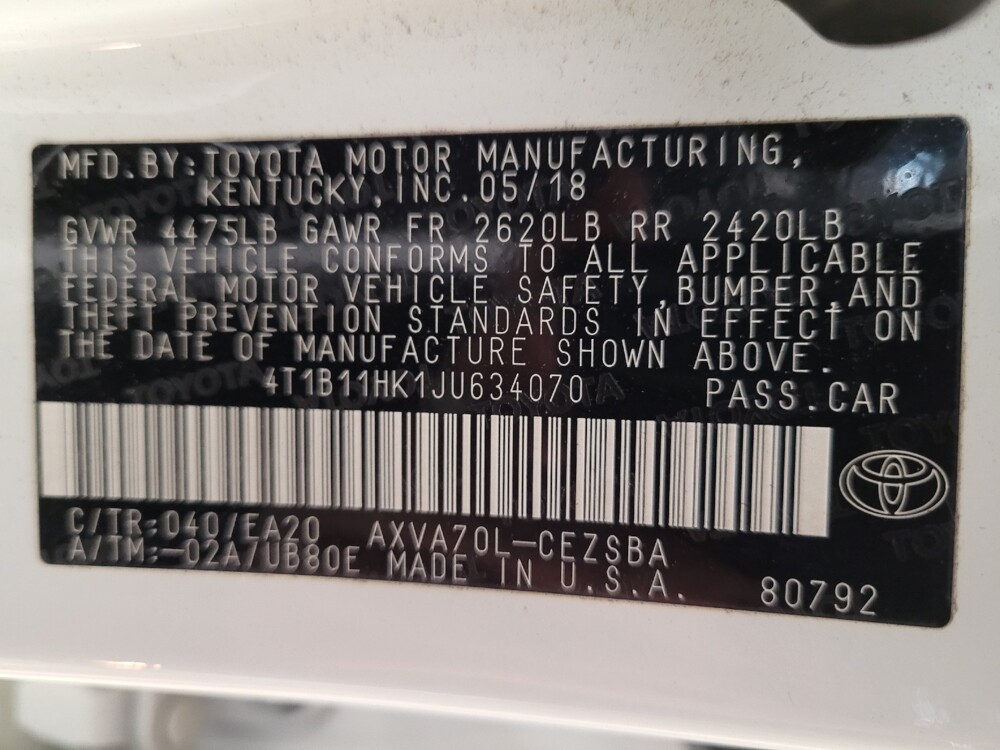 MFD.BY:TOYOTA MOTOR MANUFACTURING,
KENTUCKY,INC.05/18
GVWR 4475LB GAWR FR 2620LB RR 2420LB
THIS VEHICLE CONFORMS TO ALL APPLICABLE
FEDERAL MOTOR VEHICLE SAFETY,BUMPER,AND
THEFT PREVENTION STANDARDS IN EFFECT ON
THE DATE OF MANUFACTURE SHOWN ABOVE.
4T1B11HK1JU634070 PASS.CAR
C/TR:040/EA20 AXVA70L-CEZSBA
A/TM:-02A/UB80E MADE IN U.S.A. 80792